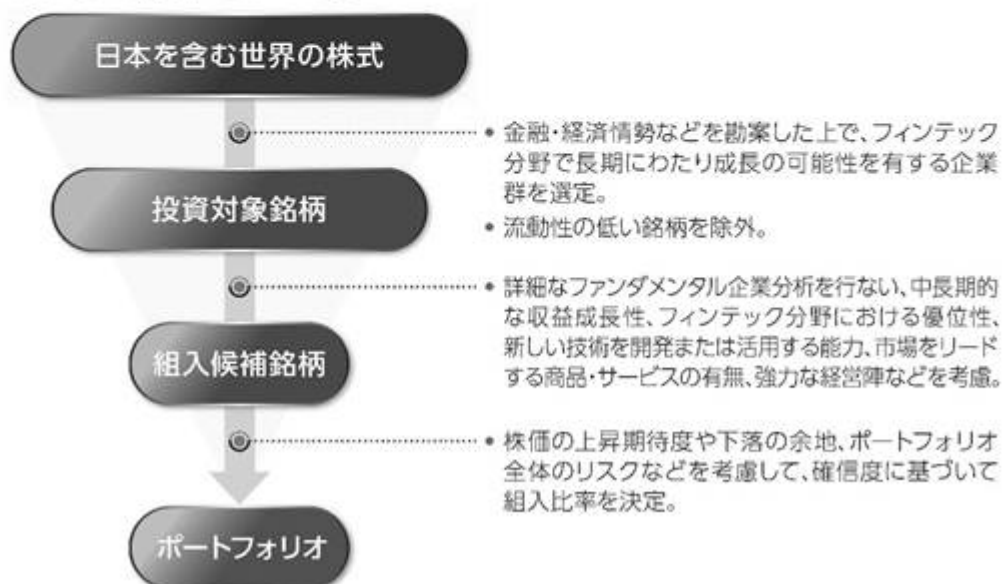 日本を含む世界の株式
• 金融・経済情勢などを勘案した上で、フィンテック
分野で長期にわたり成長の可能性を有する企業
群を選定。
投資対象銘柄
• 流動性の低い銘柄を除外。
• 詳細なファンダメンタル企業分析を行ない、中長期的
な収益成長性、フィンテック分野における優位性、
新しい技術を開発または活用する能力、市場をリード
する商品・サービスの有無、強力な経営陣などを考慮。
組入候補銘柄
• 株価の上昇期待度や下落の余地、ポートフォリオ
全体のリスクなどを考慮して、確信度に基づいて
組入比率を決定。
ポートフォリオ